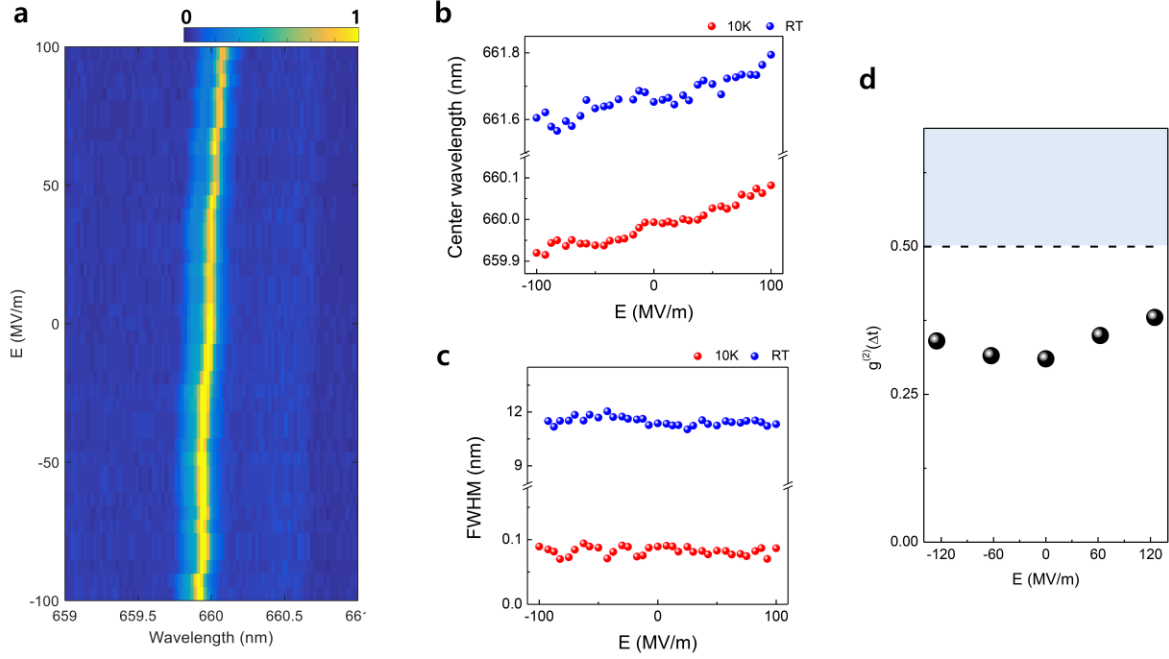 a
0 1
100
50
0
-50
-100
E (MV/m)
659 659.5 660 660.5 66
Wavelength (nm)
b
10K RT
661.8
661.6
660.1
660.0
659.9
Center wavelength (nm)
-100 0 100
E (MV/m)
c
10K RT
12
9
0.1
0.0
FWHM (nm)
-100 0 100
E (MV/m)
d
0.50
0.25
0.00
g⁽²⁾(Δt)
-120 -60 0 60 120
E (MV/m)